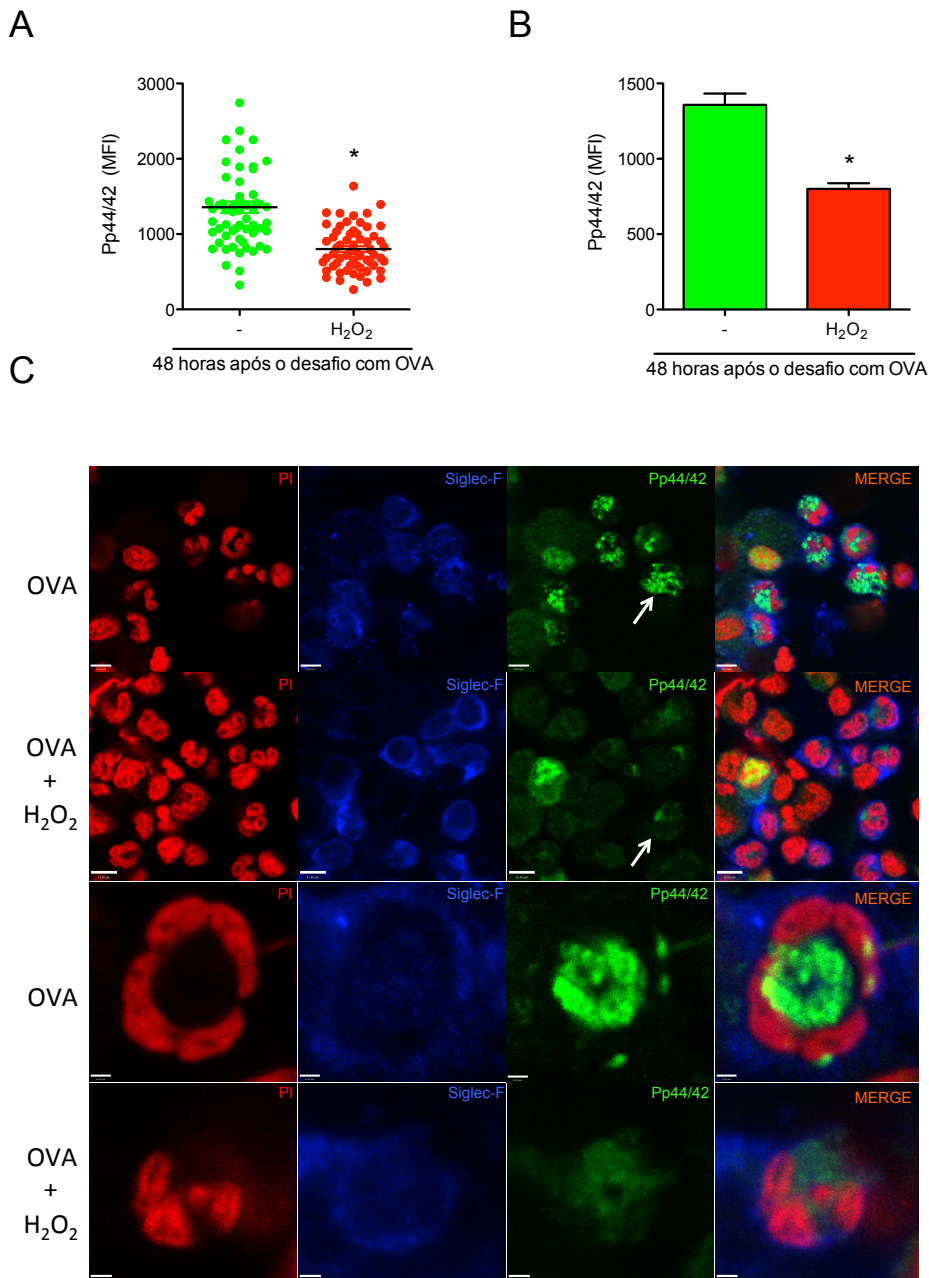 A
B
3000
2000
1000
0
Pp44/42 (MFI)
*
-
H₂O₂
48 horas após o desafio com OVA
1500
1000
500
0
Pp44/42 (MFI)
*
-
H₂O₂
48 horas após o desafio com OVA
C
OVA
PI
Siglec-F
Pp44/42
MERGE
OVA
+
H₂O₂
PI
Siglec-F
Pp44/42
MERGE
OVA
PI
Siglec-F
Pp44/42
MERGE
OVA
+
H₂O₂
PI
Siglec-F
Pp44/42
MERGE